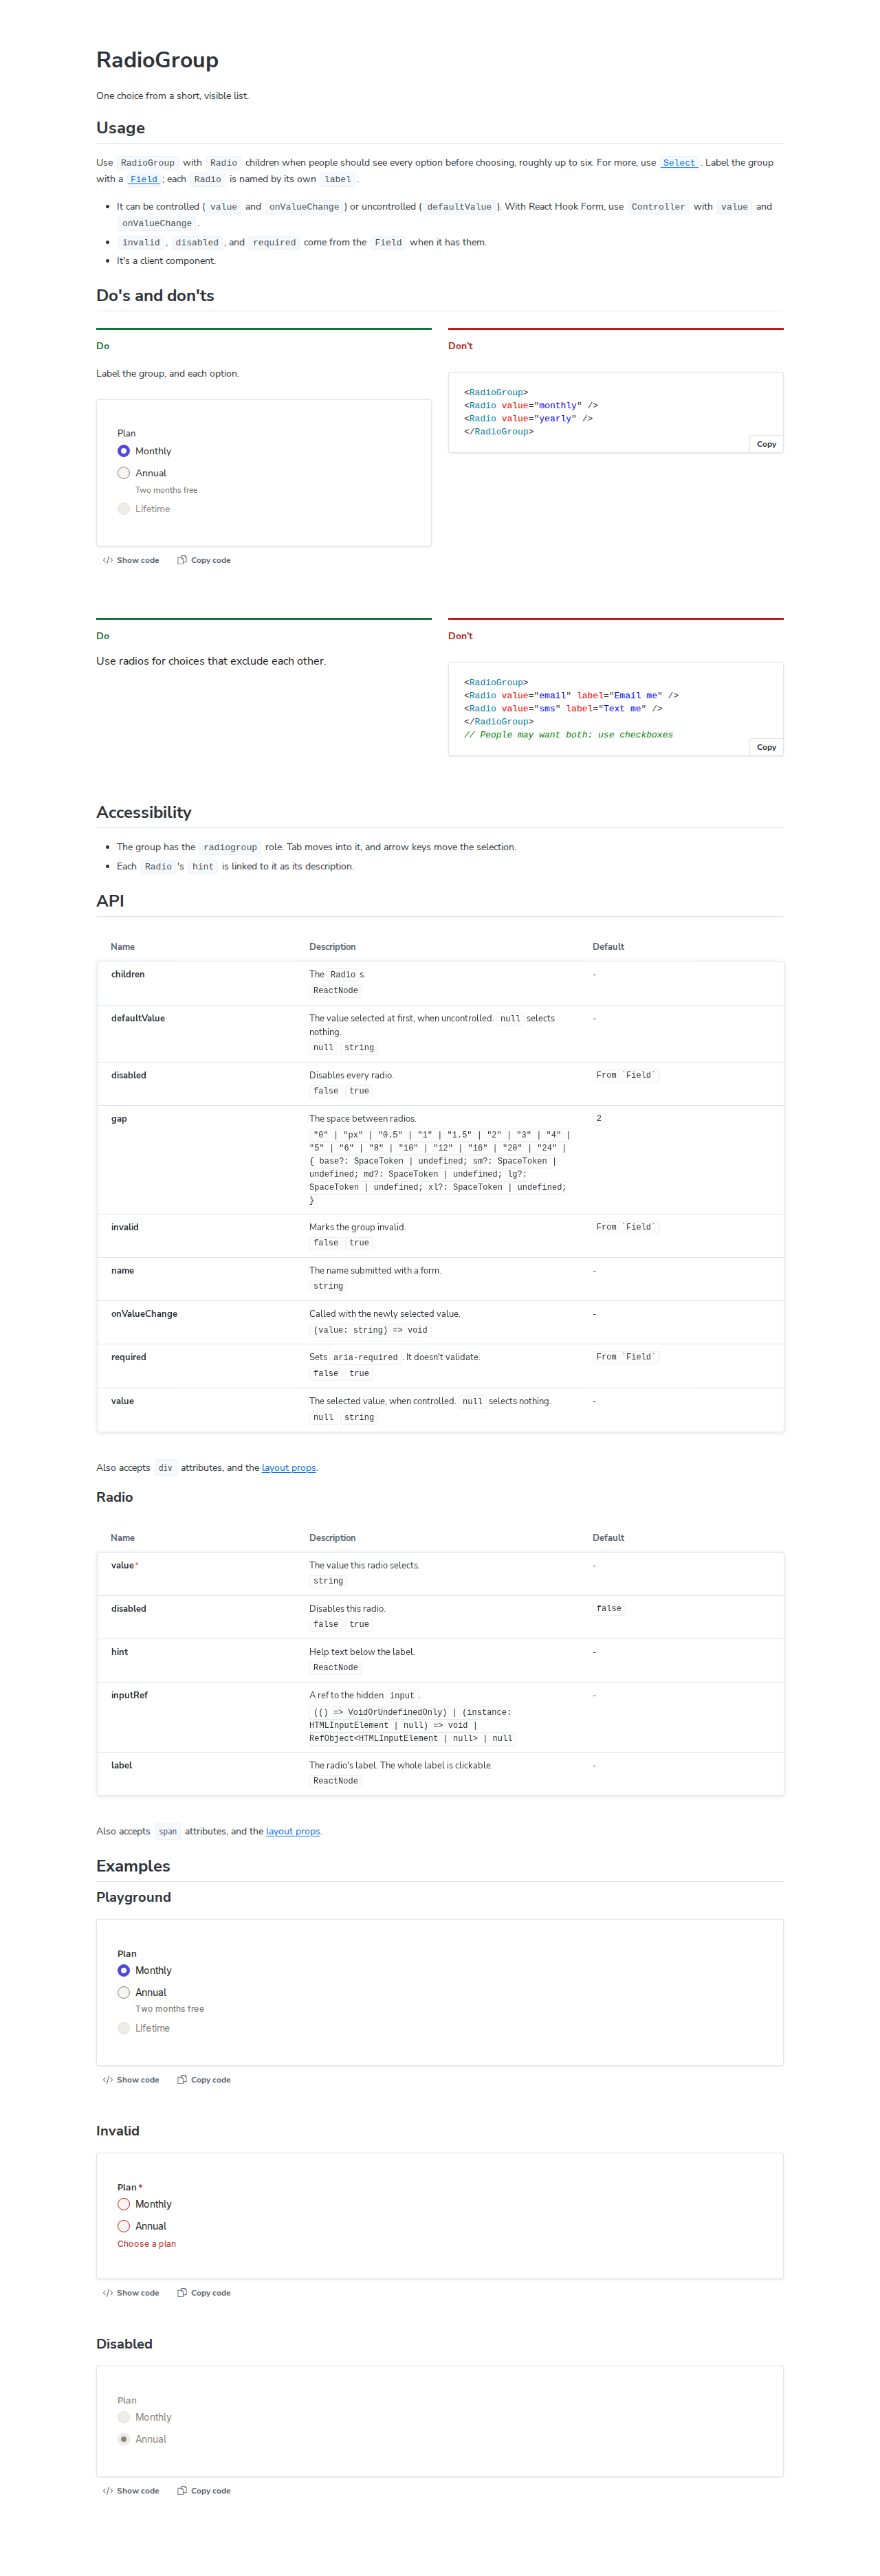 RadioGroup
One choice from a short, visible list.
Usage
Use RadioGroup with Radio children when people should see every option before choosing, roughly up to six. For more, use Select. Label the group
with a Field; each Radio is named by its own label.
It can be controlled (value and onValueChange) or uncontrolled (defaultValue). With React Hook Form, use Controller with value and
onValueChange.
invalid, disabled, and required come from the Field when it has them.
It's a client component.
Do's and don'ts
Do
Label the group, and each option.
Plan
Monthly
Annual
Two months free
Lifetime
Show code Copy code
Don't
<RadioGroup>
<Radio value="monthly" />
<Radio value="yearly" />
</RadioGroup>
Copy
Do
Use radios for choices that exclude each other.
Don't
<RadioGroup>
<Radio value="email" label="Email me" />
<Radio value="sms" label="Text me" />
</RadioGroup>
// People may want both: use checkboxes
Copy
Accessibility
The group has the radiogroup role. Tab moves into it, and arrow keys move the selection.
Each Radio's hint is linked to it as its description.
API
Name Description Default
children The Radios. -
ReactNode
defaultValue The value selected at first, when uncontrolled. null selects -
nothing.
null string
disabled Disables every radio. From `Field`
false true
gap The space between radios. 2
"0" | "px" | "0.5" | "1" | "1.5" | "2" | "3" | "4" |
"5" | "6" | "8" | "10" | "12" | "16" | "20" | "24" |
{ base?: SpaceToken | undefined; sm?: SpaceToken |
undefined; md?: SpaceToken | undefined; lg?:
SpaceToken | undefined; xl?: SpaceToken | undefined;
}
invalid Marks the group invalid. From `Field`
false true
name The name submitted with a form. -
string
onValueChange Called with the newly selected value. -
(value: string) => void
required Sets aria-required. It doesn't validate. From `Field`
false true
value The selected value, when controlled. null selects nothing. -
null string
Also accepts div attributes, and the layout props.
Radio
Name Description Default
value* The value this radio selects. -
string
disabled Disables this radio. false
false true
hint Help text below the label. -
ReactNode
inputRef A ref to the hidden input. -
(() => VoidOrUndefinedOnly) | (instance:
HTMLInputElement | null) => void |
RefObject<HTMLInputElement | null> | null
label The radio's label. The whole label is clickable. -
ReactNode
Also accepts span attributes, and the layout props.
Examples
Playground
Plan
Monthly
Annual
Two months free
Lifetime
Show code Copy code
Invalid
Plan *
Monthly
Annual
Choose a plan
Show code Copy code
Disabled
Plan
Monthly
Annual
Show code Copy code